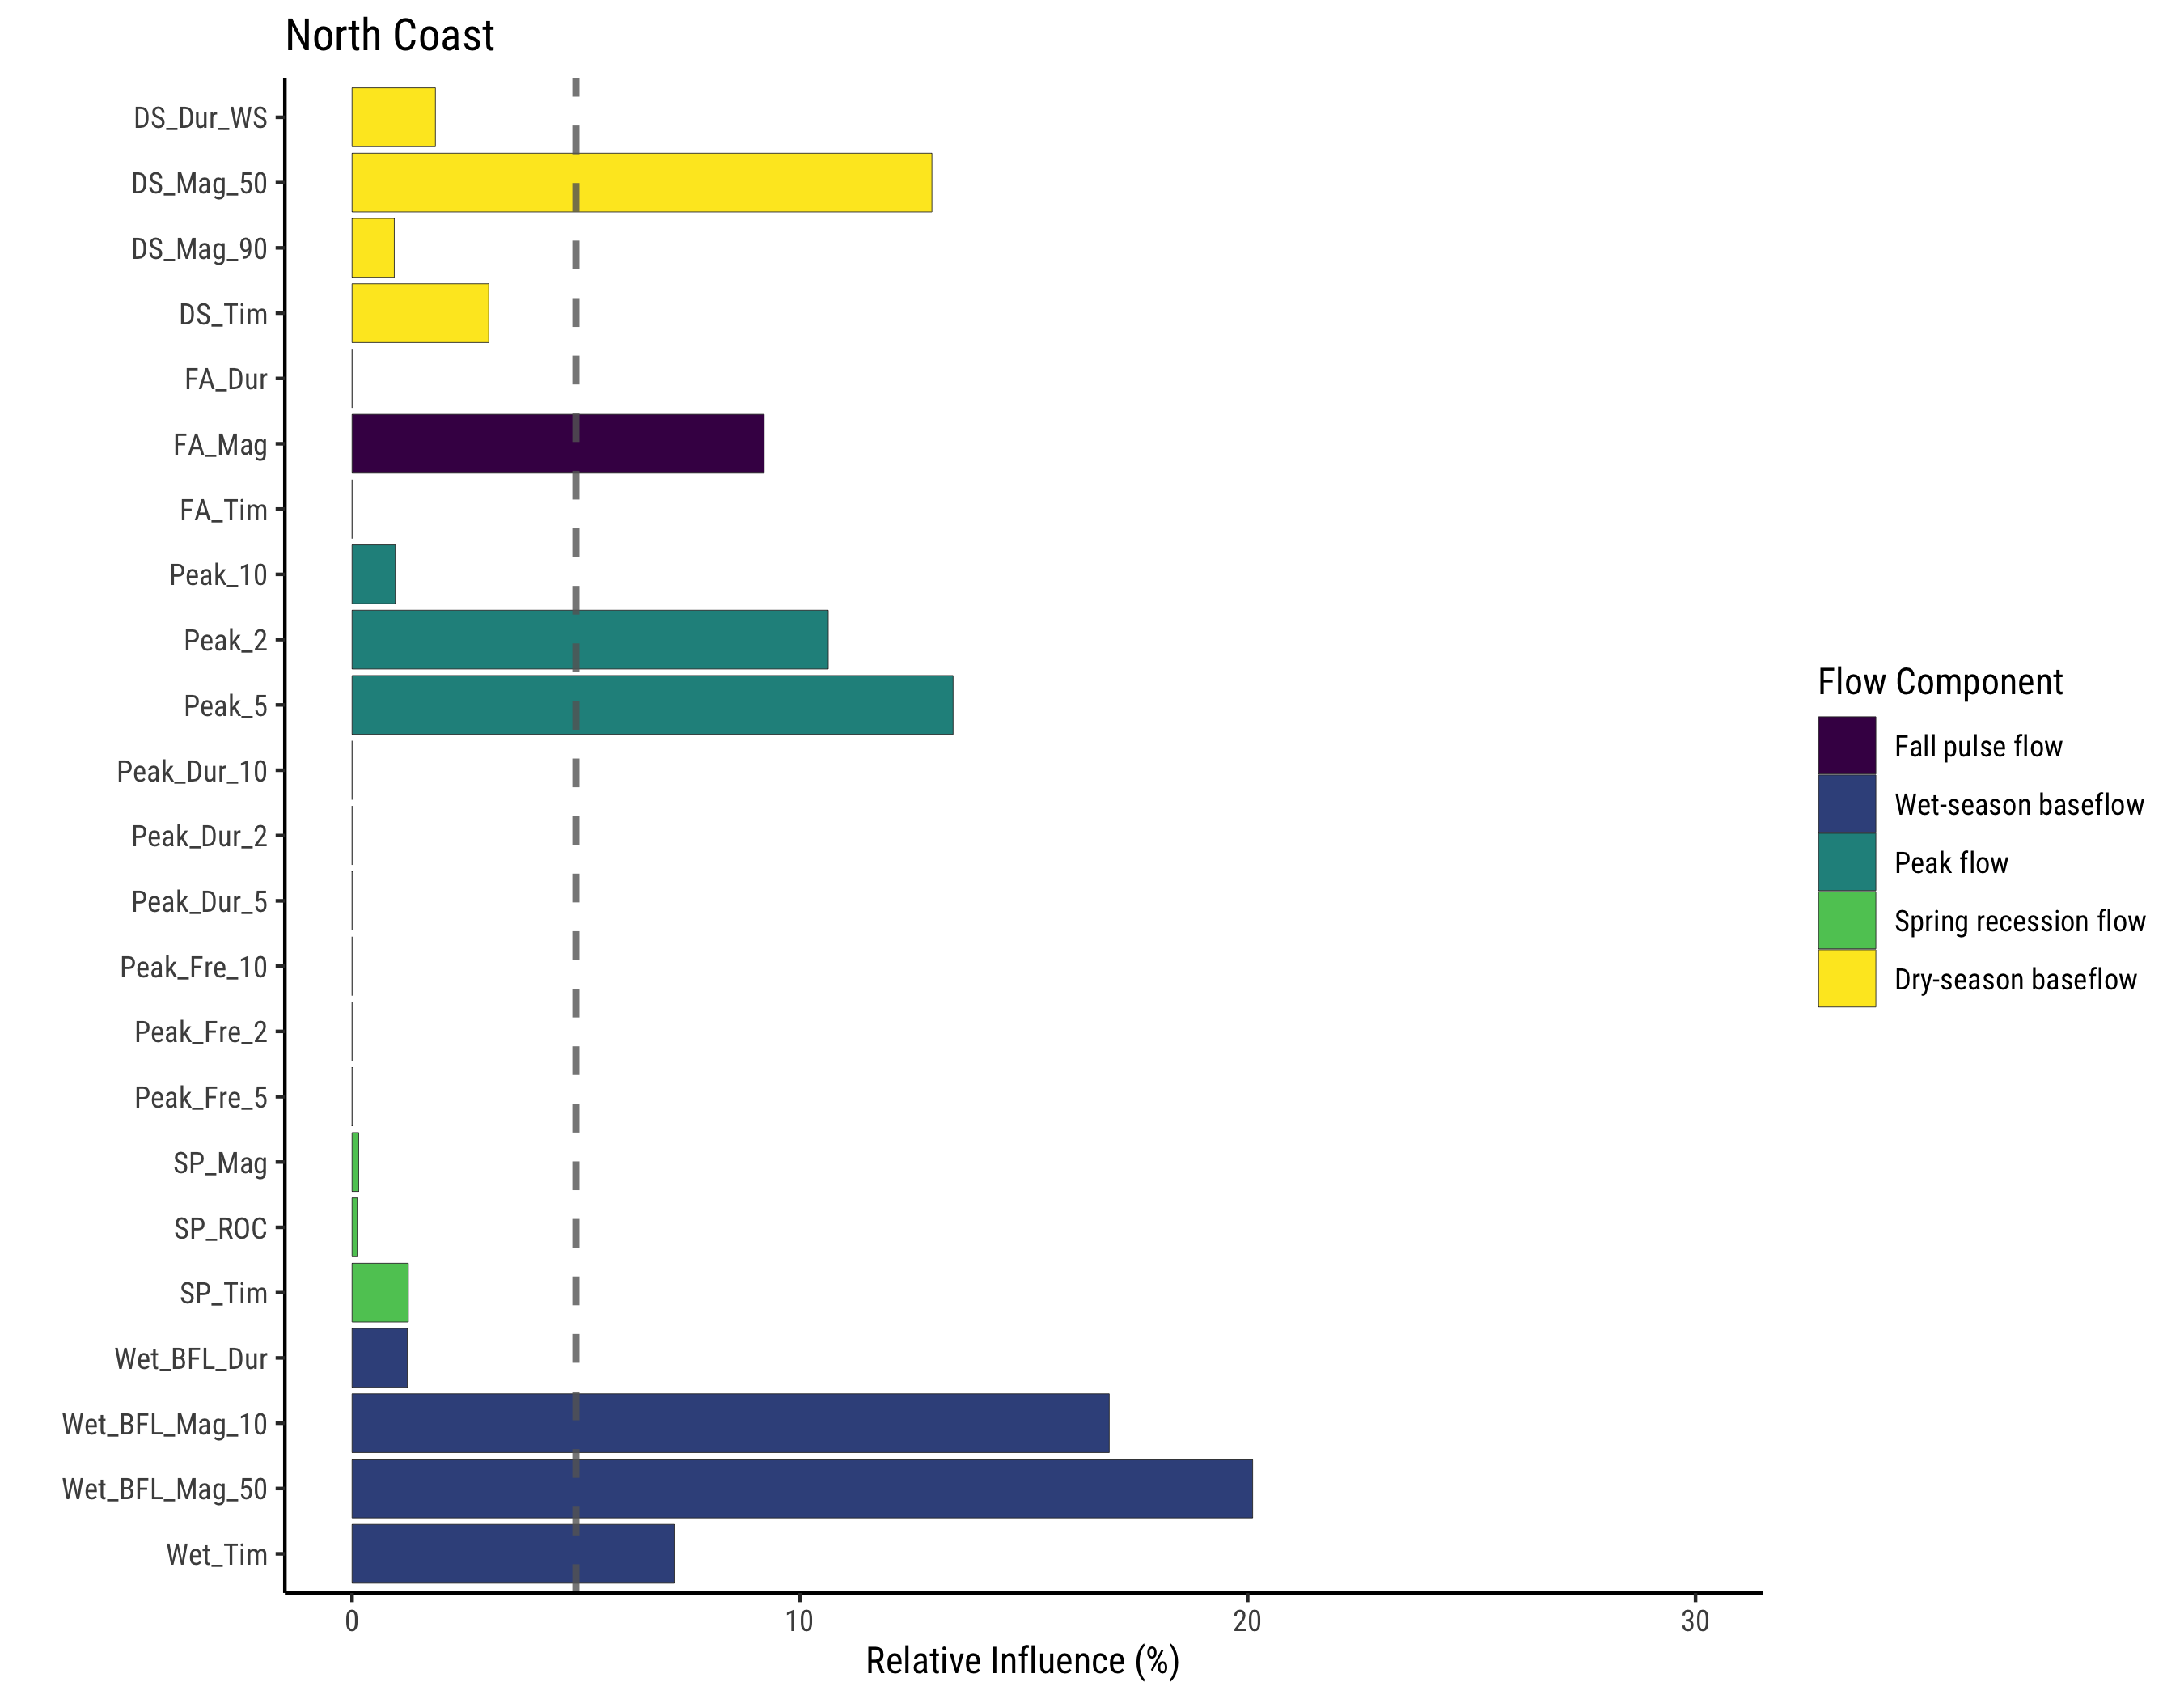 North Coast
DS_Dur_WS
DS_Mag_50
DS_Mag_90
DS_Tim
FA_Dur
FA_Mag
FA_Tim
Peak_10
Peak_2
Peak_5
Peak_Dur_10
Peak_Dur_2
Peak_Dur_5
Peak_Fre_10
Peak_Fre_2
Peak_Fre_5
SP_Mag
SP_ROC
SP_Tim
Wet_BFL_Dur
Wet_BFL_Mag_10
Wet_BFL_Mag_50
Wet_Tim
0 10 20 30
Relative Influence (%)
Flow Component
Fall pulse flow
Wet-season baseflow
Peak flow
Spring recession flow
Dry-season baseflow